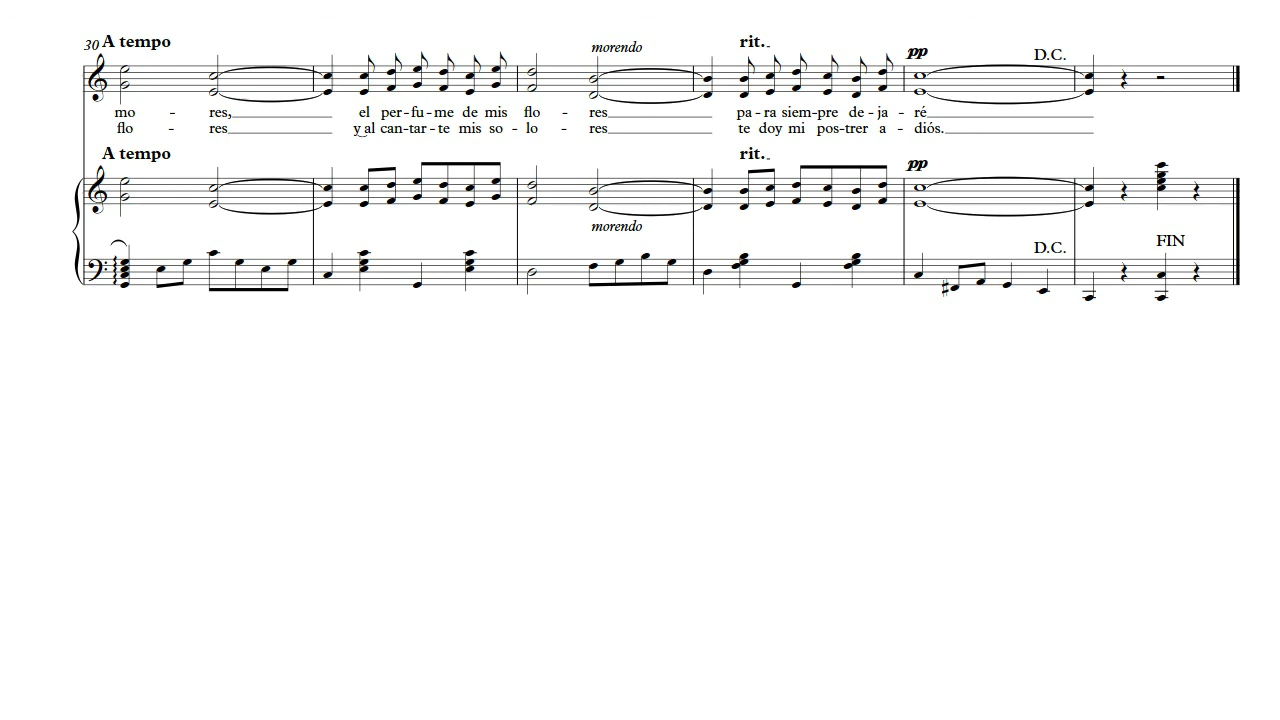 30 A tempo morendo rit. pp D.C.
mo - res, el per-fu-me de mis flo - res pa-ra siem-pre de-ja-ré
flo - res y al can-tar-te mis so-lo - res te doy mi pos-trer a-diós.
A tempo rit. pp
morendo
D.C. FIN